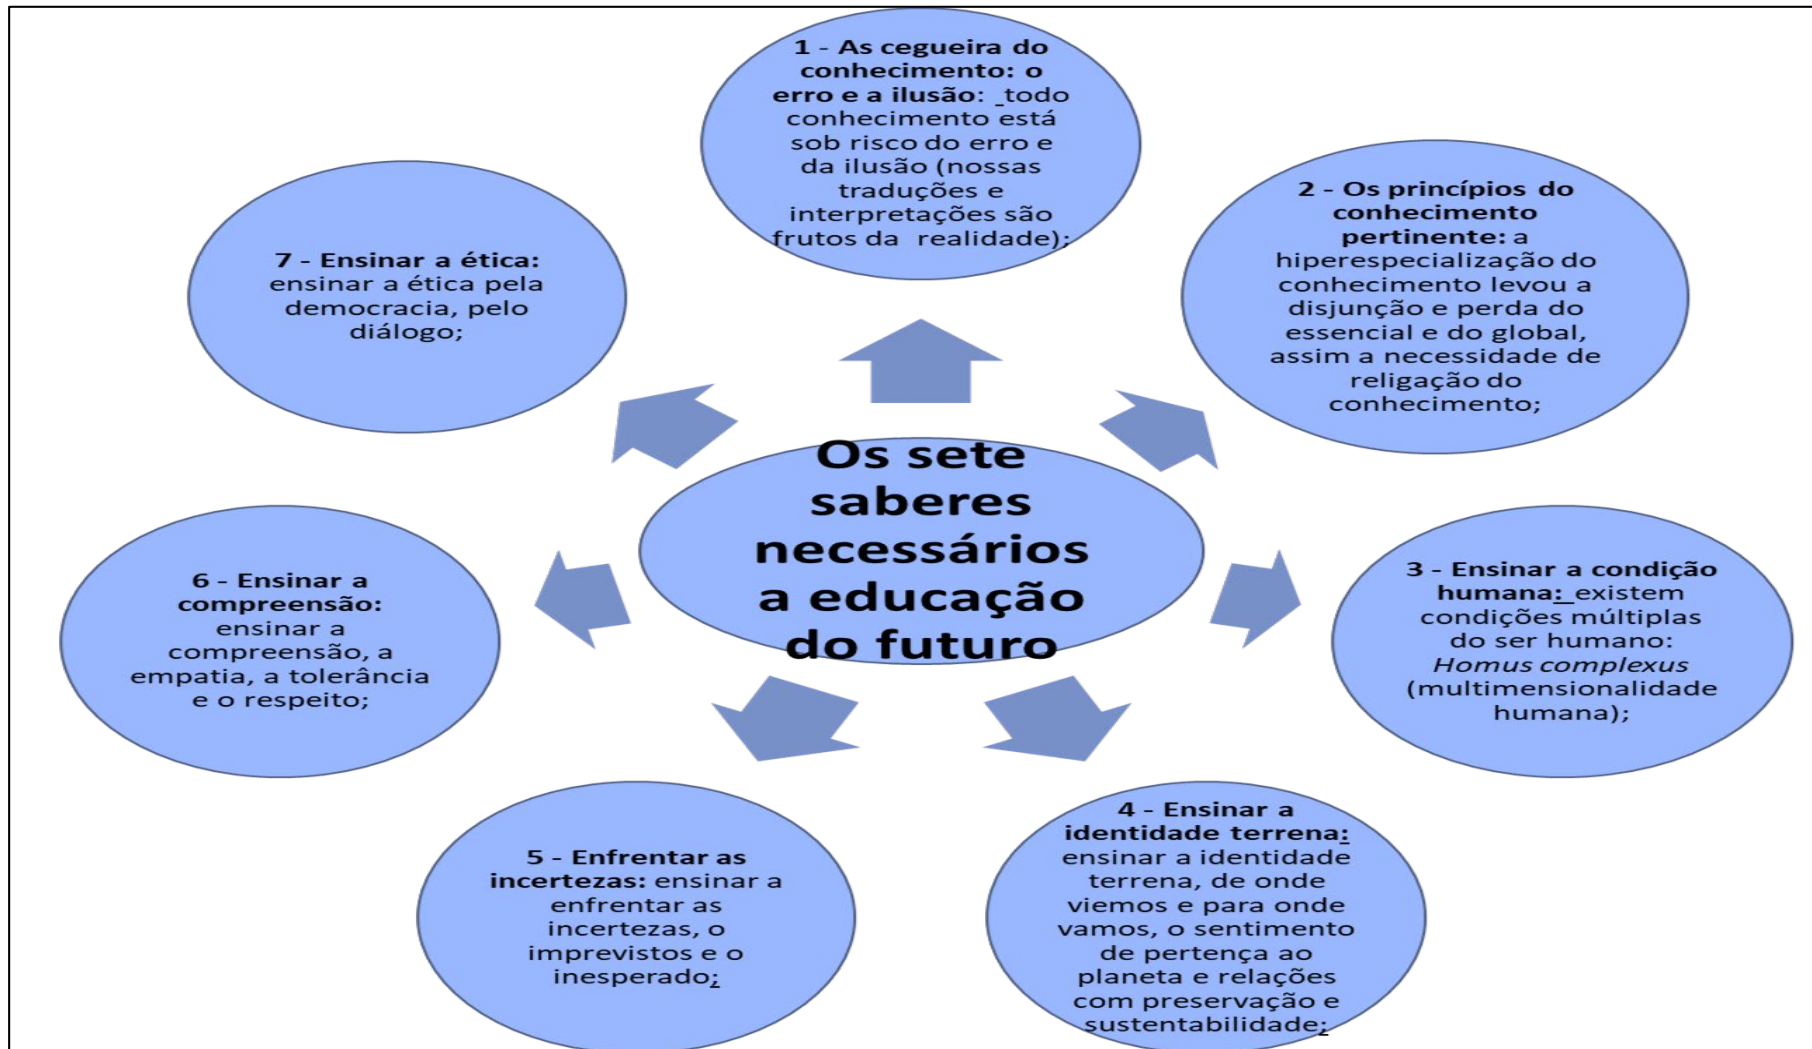 1 - As cegueira do
conhecimento: o
erro e a ilusão: todo
conhecimento está
sob risco do erro e
da ilusão (nossas
traduções e
interpretações são
frutos da realidade);
2 - Os princípios do
conhecimento
pertinente: a
hiperespecialização do
conhecimento levou a
disjunção e perda do
essencial e do global,
assim a necessidade de
religação do
conhecimento;
3 - Ensinar a condição
humana: existem
condições múltiplas
do ser humano:
Homus complexus
(multimensionalidade
humana);
4 - Ensinar a
identidade terrena:
ensinar a identidade
terrena, de onde
viemos e para onde
vamos, o sentimento
de pertença ao
planeta e relações
com preservação e
sustentabilidade;
5 - Enfrentar as
incertezas: ensinar a
enfrentar as
incertezas, o
imprevistos e o
inesperado;
6 - Ensinar a
compreensão:
ensinar a
compreensão, a
empatia, a tolerância
e o respeito;
7 - Ensinar a ética:
ensinar a ética pela
democracia, pelo
diálogo;
Os sete
saberes
necessários
a educação
do futuro